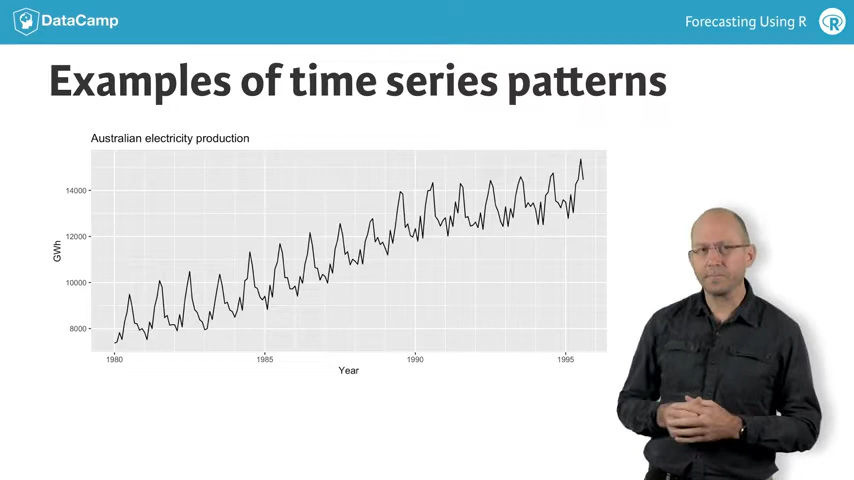 DataCamp
Forecasting Using R
R
Examples of time series patterns
Australian electricity production
14000
12000
10000
8000
GWh
1980
1985
1990
1995
Year